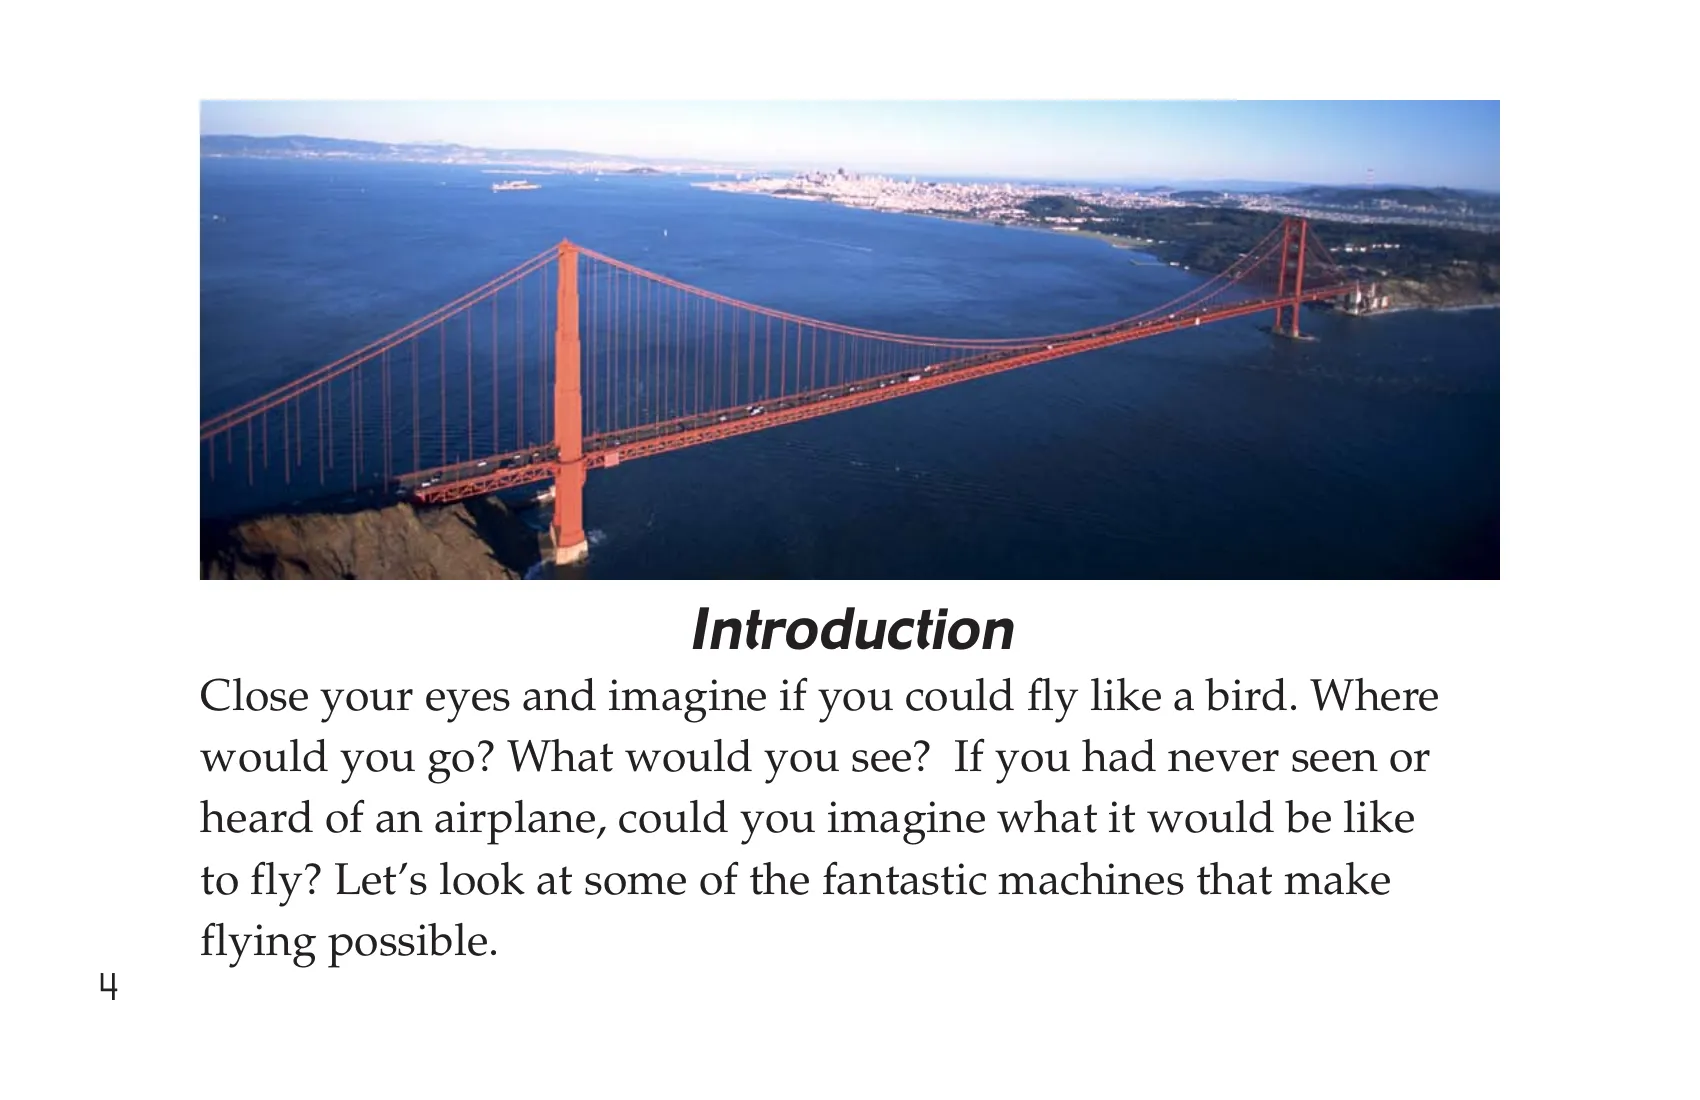 Introduction
Close your eyes and imagine if you could fly like a bird. Where
would you go? What would you see?  If you had never seen or
heard of an airplane, could you imagine what it would be like
to fly? Let’s look at some of the fantastic machines that make
flying possible.
4